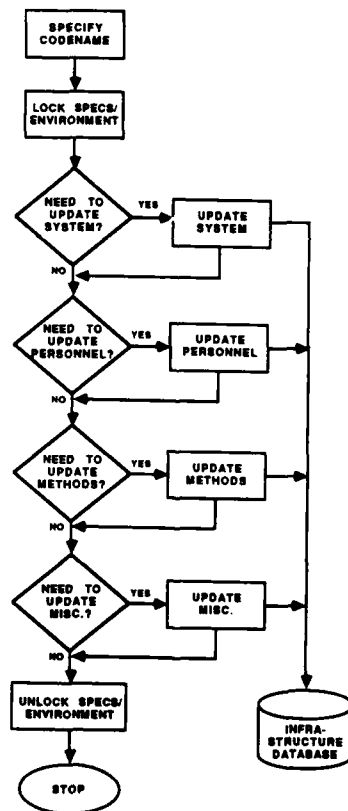 SPECIFY
CODENAME
LOCK SPECS/
ENVIRONMENT
NEED TO
UPDATE
SYSTEM?
YES
UPDATE
SYSTEM
NO
NEED TO
UPDATE
PERSONNEL?
YES
UPDATE
PERSONNEL
NO
NEED TO
UPDATE
METHODS?
YES
UPDATE
METHODS
NO
NEED TO
UPDATE
MISC.?
YES
UPDATE
MISC.
NO
UNLOCK SPECS/
ENVIRONMENT
INFRA-
STRUCTURE
DATABASE
STOP